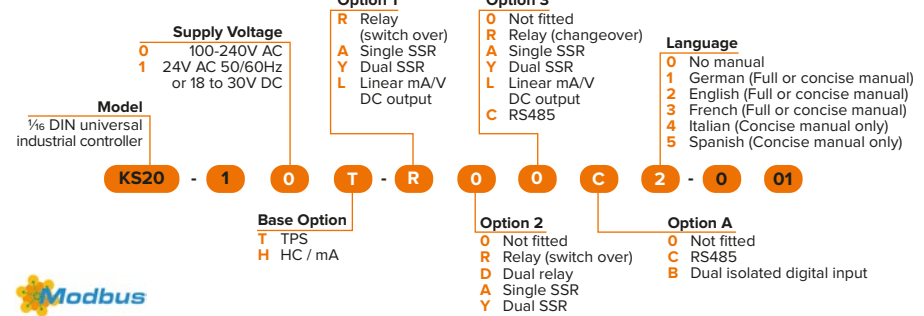 Option 1
R Relay
(switch over)
A Single SSR
Y Dual SSR
L Linear mA/V
DC output
Option 3
0 Not fitted
R Relay (changeover)
A Single SSR
Y Dual SSR
L Linear mA/V
DC output
C RS485
Supply Voltage
0 100-240V AC
1 24V AC 50/60Hz
or 18 to 30V DC
Language
0 No manual
1 German (Full or concise manual)
2 English (Full or concise manual)
3 French (Full or concise manual)
4 Italian (Concise manual only)
5 Spanish (Concise manual only)
Model
1⁄16 DIN universal
industrial controller
KS20 - 1 0 T - R 0 0 C 2 - 0 01
Base Option
T TPS
H HC / mA
Option 2
0 Not fitted
R Relay (switch over)
D Dual relay
A Single SSR
Y Dual SSR
Option A
0 Not fitted
C RS485
B Dual isolated digital input
Modbus